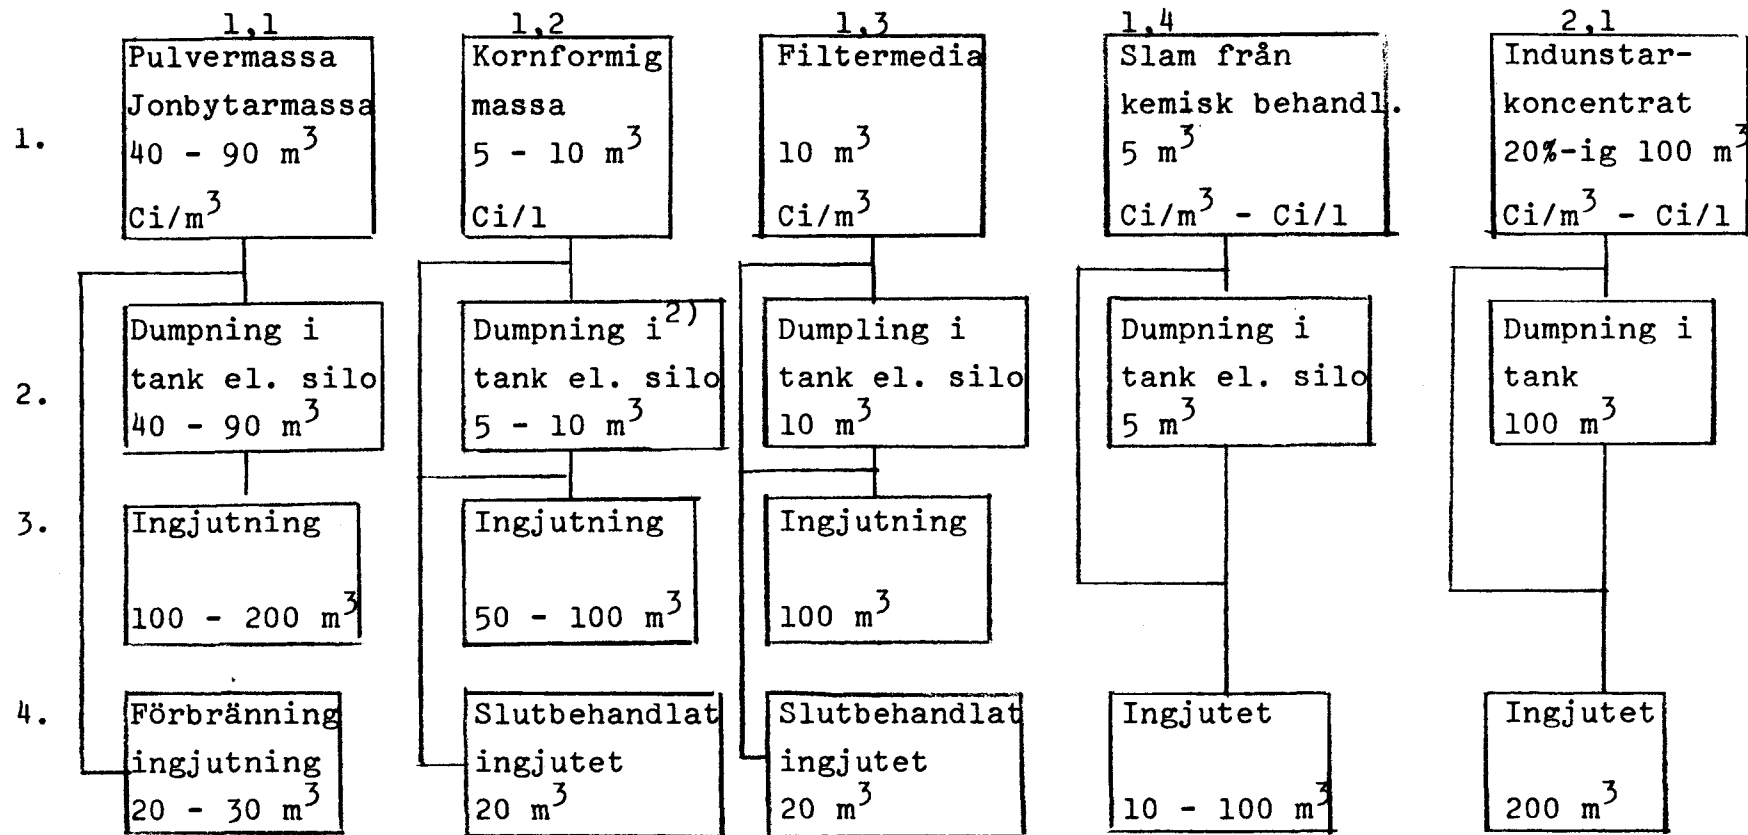 1,1
Pulvermassa
Jonbytarmassa
40 - 90 m³
Ci/m³
1,2
Kornformig
massa
5 - 10 m³
Ci/l
1,3
Filtermedia
10 m³
Ci/m³
1,4
Slam från
kemisk behandl.
5 m³
Ci/m³ - Ci/l
2,1
Indunstar-
koncentrat
20%-ig 100 m³
Ci/m³ - Ci/l
1.
Dumpning i
tank el. silo
40 - 90 m³
Dumpning i²⁾
tank el. silo
5 - 10 m³
Dumpling i
tank el. silo
10 m³
Dumpning i
tank el. silo
5 m³
Dumpning i
tank
100 m³
2.
3.
Ingjutning
100 - 200 m³
Ingjutning
50 - 100 m³
Ingjutning
100 m³
4.
Förbränning
ingjutning
20 - 30 m³
Slutbehandlat
ingjutet
20 m³
Slutbehandlat
ingjutet
20 m³
Ingjutet
10 - 100 m³
Ingjutet
200 m³